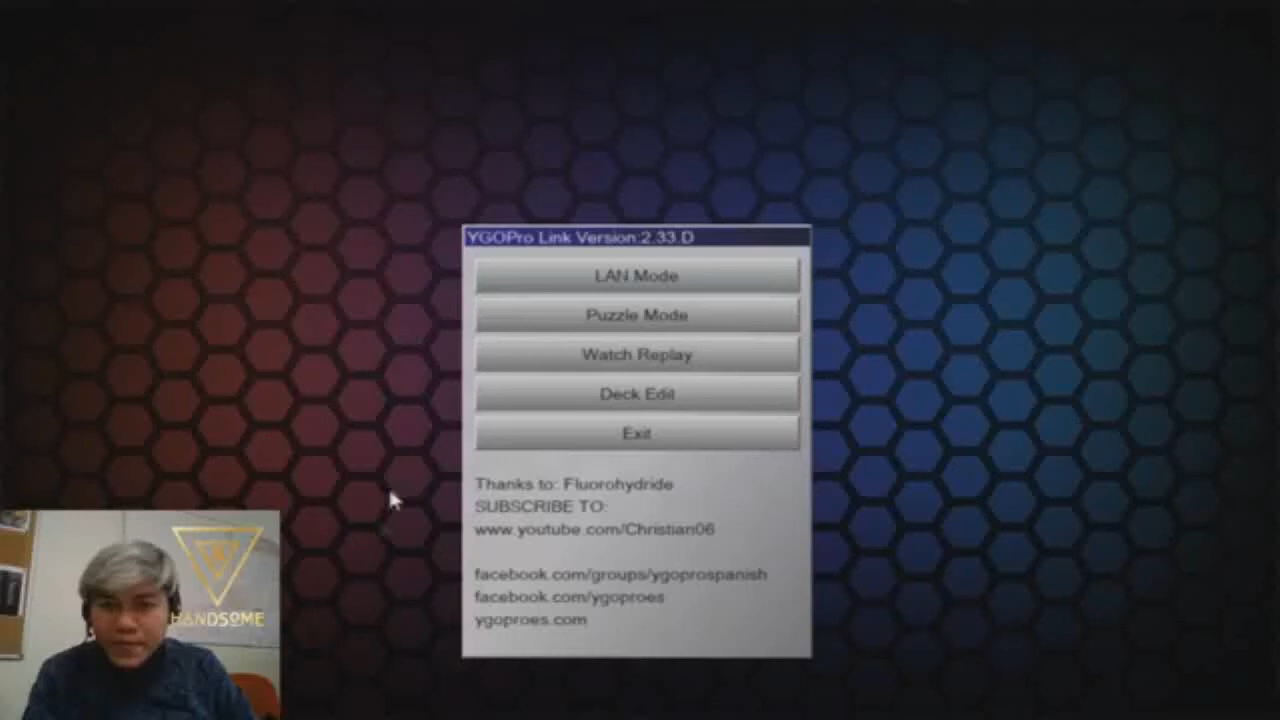 YGOPro Link Version:2.33.D
LAN Mode
Puzzle Mode
Watch Replay
Deck Edit
Exit
Thanks to: Fluorohydride
SUBSCRIBE TO:
www.youtube.com/Christian06
facebook.com/groups/ygoprospanish
facebook.com/ygoproes
ygoproes.com
HANDSOME